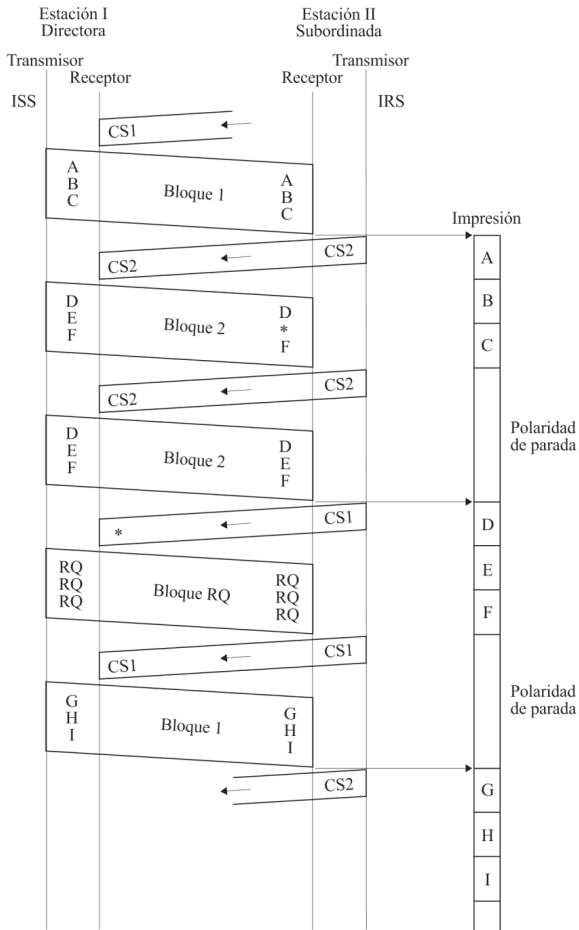 Estación I
Directora
Estación II
Subordinada
Transmisor
Receptor
Receptor
Transmisor
ISS
IRS
CS1
A
B
C
Bloque 1
A
B
C
Impresión
CS2
CS2
A
D
E
F
Bloque 2
D
*
F
B
C
CS2
CS2
D
E
F
Bloque 2
D
E
F
Polaridad
de parada
*
CS1
D
RQ
RQ
RQ
Bloque RQ
RQ
RQ
RQ
E
F
CS1
CS1
G
H
I
Bloque 1
G
H
I
Polaridad
de parada
CS2
G
H
I